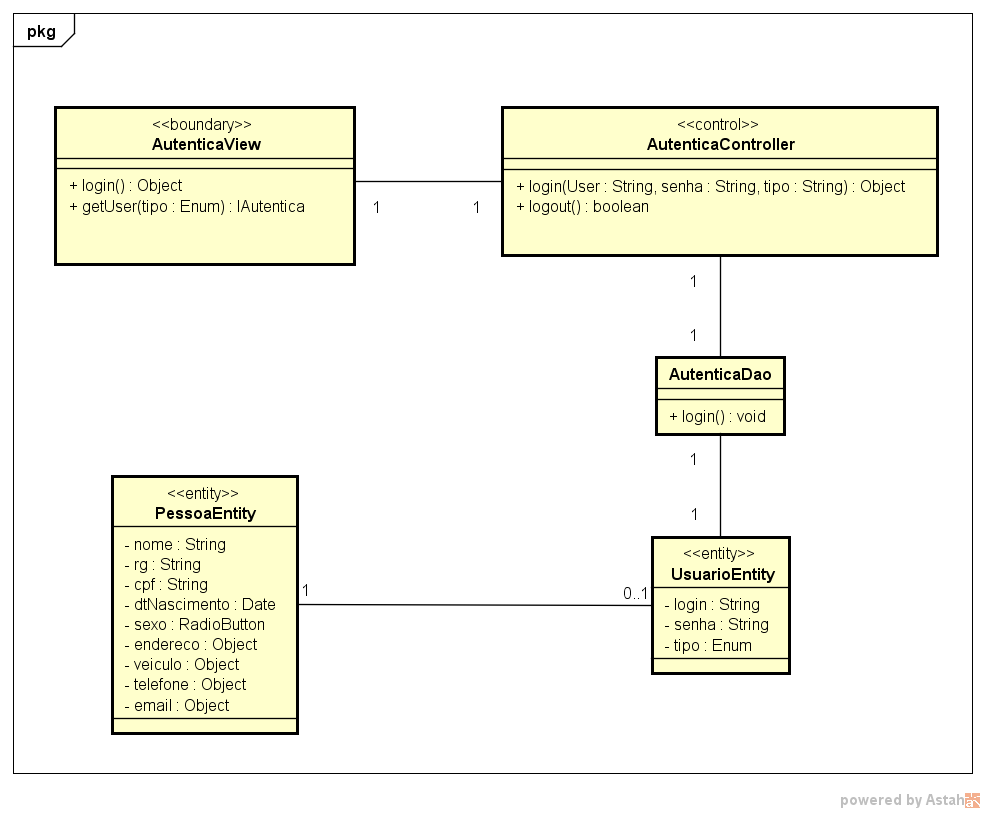 pkg
<<boundary>>
AutenticaView
+ login() : Object
+ getUser(tipo : Enum) : IAutentica
<<control>>
AutenticaController
+ login(User : String, senha : String, tipo : String) : Object
+ logout() : boolean
1
1
1
1
AutenticaDao
+ login() : void
1
1
<<entity>>
PessoaEntity
- nome : String
- rg : String
- cpf : String
- dtNascimento : Date
- sexo : RadioButton
- endereco : Object
- veiculo : Object
- telefone : Object
- email : Object
1
0..1
<<entity>>
UsuarioEntity
- login : String
- senha : String
- tipo : Enum
powered by Astah